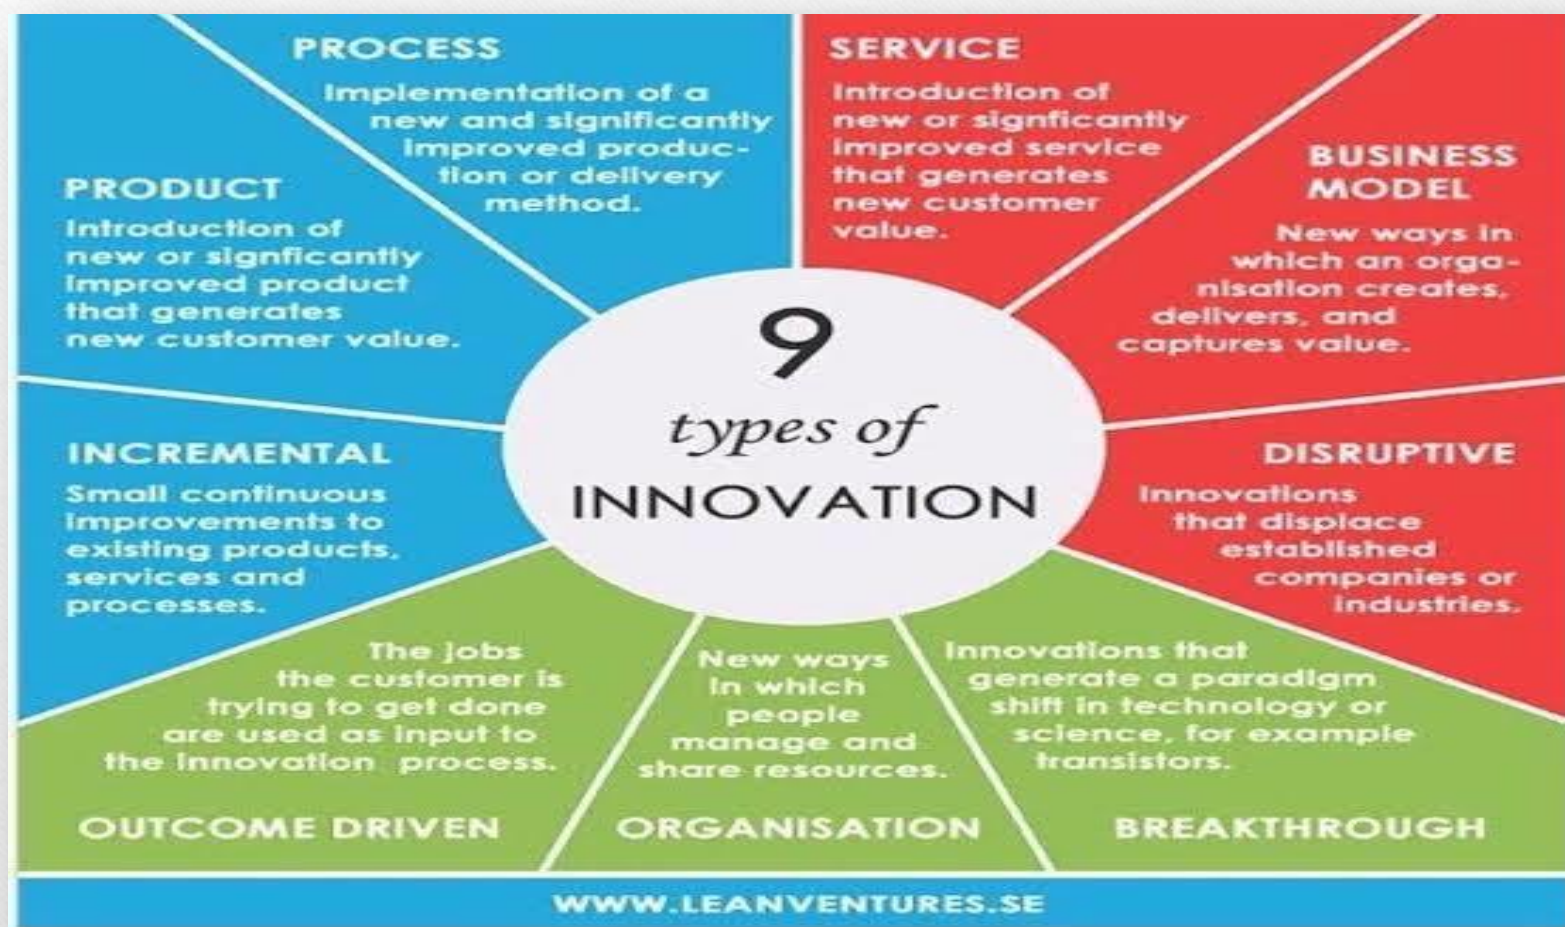 PROCESS
Implementation of a
new and significantly
improved produc-
tion or delivery
method.
SERVICE
Introduction of
new or signficantly
improved service
that generates
new customer
value.
BUSINESS
MODEL
New ways in
which an orga-
nisation creates,
delivers, and
captures value.
PRODUCT
Introduction of
new or signficantly
improved product
that generates
new customer value.
9
types of
INNOVATION
INCREMENTAL
Small continuous
improvements to
existing products,
services and
processes.
DISRUPTIVE
Innovations
that displace
established
companies or
industries.
The jobs
the customer is
trying to get done
are used as input to
the innovation process.
OUTCOME DRIVEN
New ways
in which
people
manage and
share resources.
ORGANISATION
Innovations that
generate a paradigm
shift in technology or
science, for example
transistors.
BREAKTHROUGH
WWW.LEANVENTURES.SE